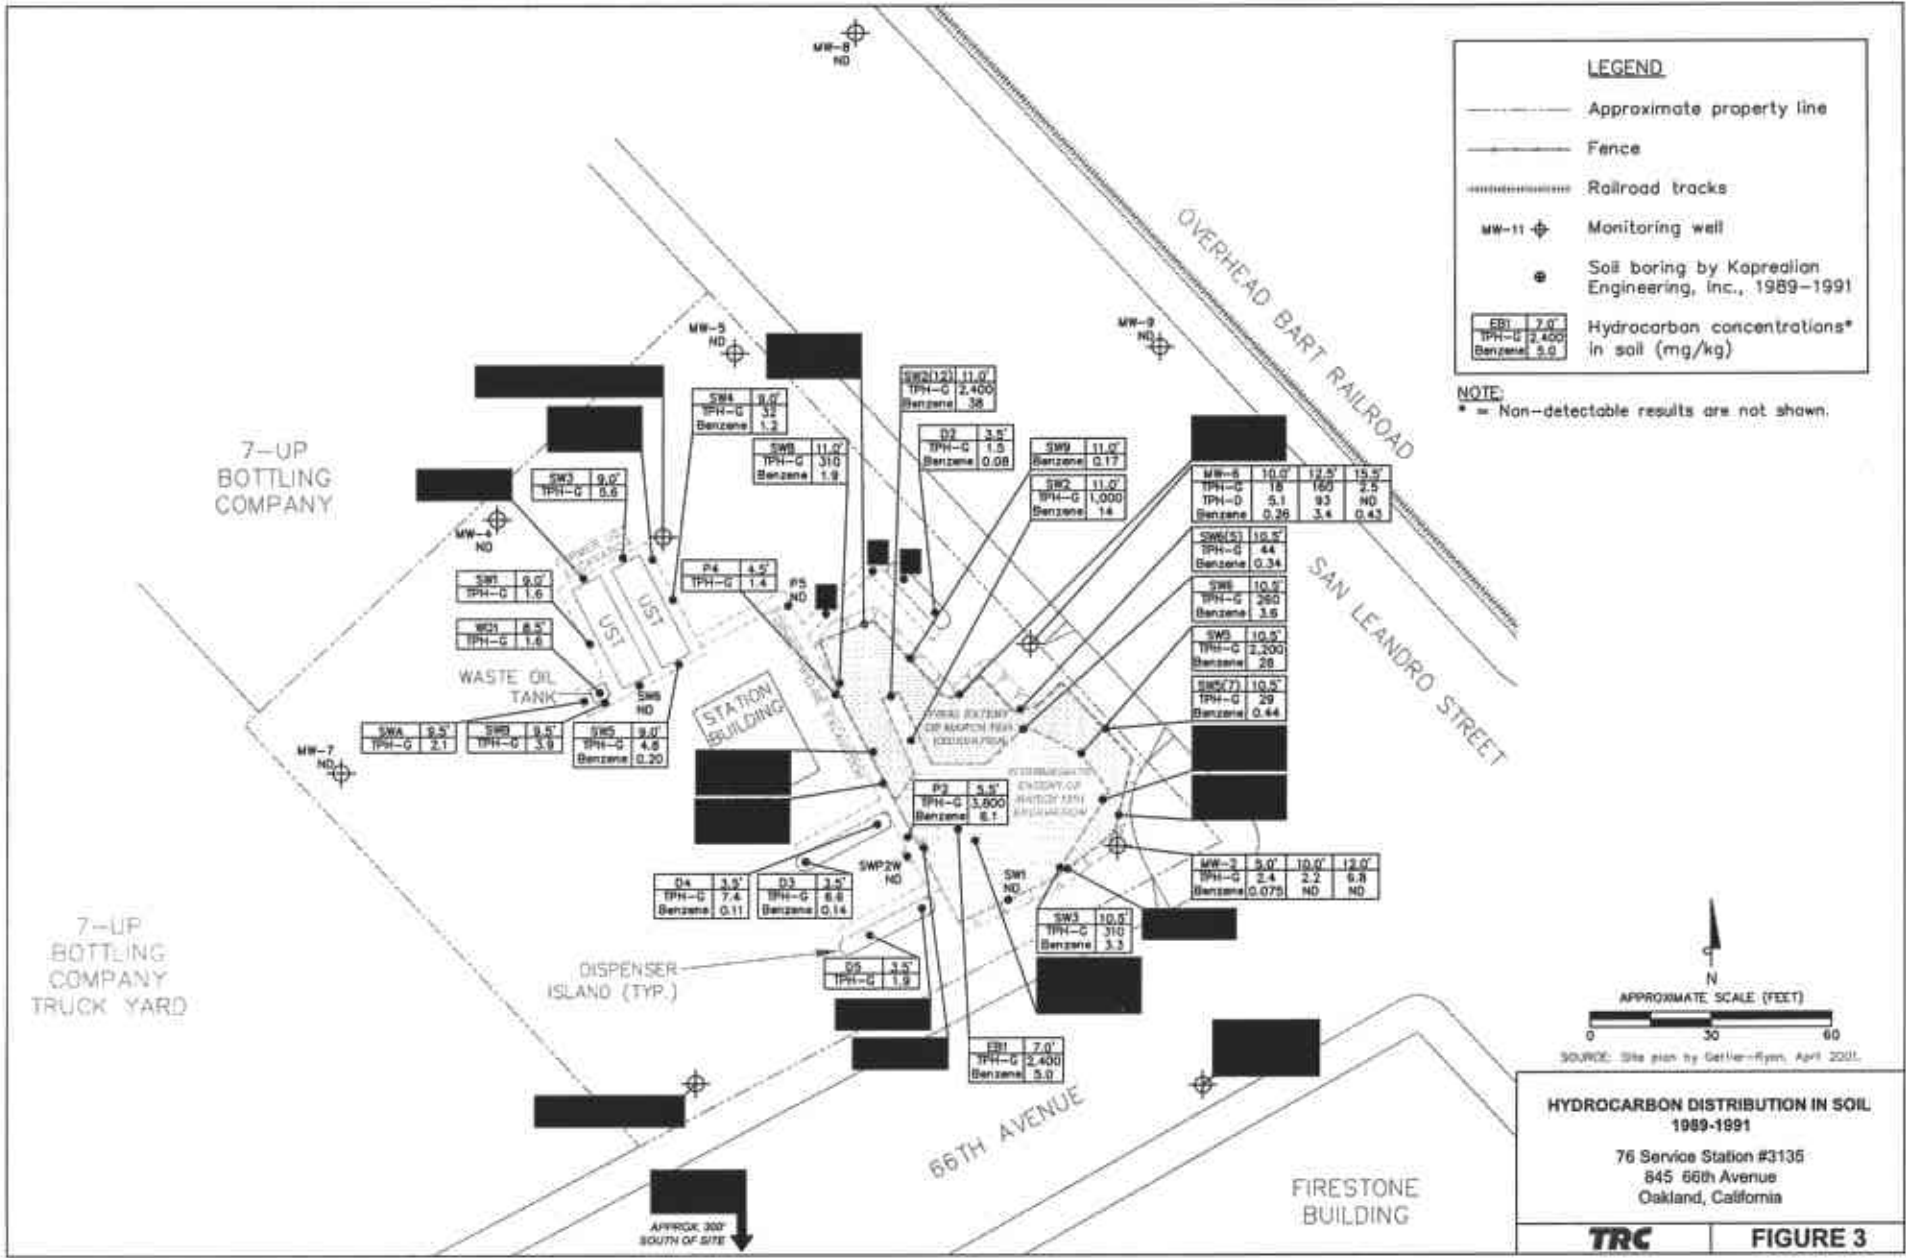 MW-8
ND
LEGEND
Approximate property line
Fence
Railroad tracks
MW-11
Monitoring well
Soil boring by Kaprealian
Engineering, Inc., 1989-1991
EB1 7.0'
TPH-G 2,400
Benzene 5.0
Hydrocarbon concentrations*
in soil (mg/kg)
NOTE:
* = Non-detectable results are not shown.
OVERHEAD BART RAILROAD
SAN LEANDRO STREET
MW-5
ND
MW-9
ND
7-UP
BOTTLING
COMPANY
SW4 9.0'
TPH-G 32
Benzene 1.2
SW2(12) 11.0'
TPH-G 2,400
Benzene 38
SW8 11.0'
TPH-G 310
Benzene 1.9
D2 3.5'
TPH-G 1.5
Benzene 0.08
SW9 11.0'
Benzene 0.17
SW2 11.0'
TPH-G 1,000
Benzene 14
MW-6 10.0' 12.5' 15.5'
TPH-G 18 160 2.5
TPH-D 5.1 93 ND
Benzene 0.26 3.4 0.43
SW3 9.0'
TPH-G 5.6
MW-4
ND
SW6(5) 10.5'
TPH-G 44
Benzene 0.34
SW6 10.5'
TPH-G 260
Benzene 3.6
SW5 10.5'
TPH-G 2,200
Benzene 28
SW5(7) 10.5'
TPH-G 29
Benzene 0.44
SW1 9.0'
TPH-G 1.6
P4 4.5'
TPH-G 1.4
P5
ND
UST
UST
WO1 8.5'
TPH-G 1.6
WASTE OIL
TANK
SW6
ND
STATION
BUILDING
SWA 9.5'
TPH-G 2.1
SWB 9.5'
TPH-G 3.9
SW5 9.0'
TPH-G 4.8
Benzene 0.20
MW-7
ND
P2 5.5'
TPH-G 3,800
Benzene 6.1
SWP2W
ND
SW1
ND
MW-2 5.0' 10.0' 12.0'
TPH-G 2.4 2.2 6.8
Benzene 0.075 ND ND
D4 3.5'
TPH-G 7.4
Benzene 0.11
D3 3.5'
TPH-G 6.6
Benzene 0.14
SW3 10.5'
TPH-G 310
Benzene 3.3
D5 3.5'
TPH-G 1.9
DISPENSER
ISLAND (TYP.)
7-UP
BOTTLING
COMPANY
TRUCK YARD
EB1 7.0'
TPH-G 2,400
Benzene 5.0
66TH AVENUE
FIRESTONE
BUILDING
APPROX. 300'
SOUTH OF SITE
N
APPROXIMATE SCALE (FEET)
0 30 60
SOURCE: Site plan by Gettler-Ryan, April 2001.
HYDROCARBON DISTRIBUTION IN SOIL
1989-1991
76 Service Station #3135
845 66th Avenue
Oakland, California
TRC
FIGURE 3